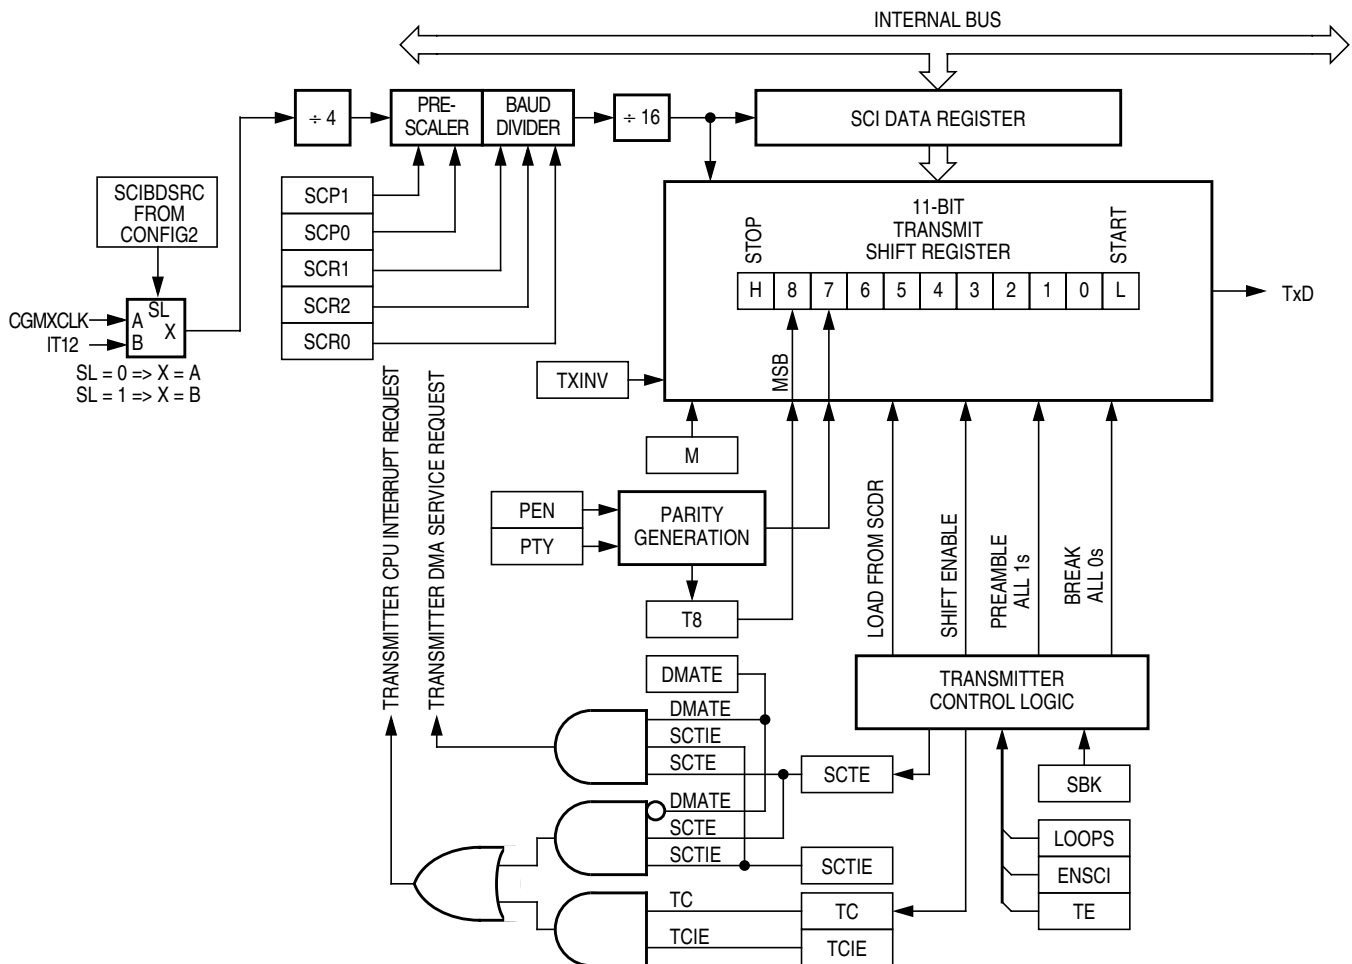 INTERNAL BUS
÷ 4
PRE-
SCALER
BAUD
DIVIDER
÷ 16
SCI DATA REGISTER
SCIBDSRC
FROM
CONFIG2
SCP1
SCP0
SCR1
SCR2
SCR0
CGMXCLK
IT12
A
B
SL
X
SL = 0 => X = A
SL = 1 => X = B
11-BIT
TRANSMIT
SHIFT REGISTER
STOP
START
H 8 7 6 5 4 3 2 1 0 L
TxD
TXINV
MSB
M
PEN
PTY
PARITY
GENERATION
T8
TRANSMITTER CPU INTERRUPT REQUEST
TRANSMITTER DMA SERVICE REQUEST
LOAD FROM SCDR
SHIFT ENABLE
PREAMBLE
ALL 1s
BREAK
ALL 0s
TRANSMITTER
CONTROL LOGIC
DMATE
DMATE
SCTIE
SCTE
SCTE
DMATE
SCTE
SCTIE
SCTIE
TC
TC
TCIE
TCIE
SBK
LOOPS
ENSCI
TE